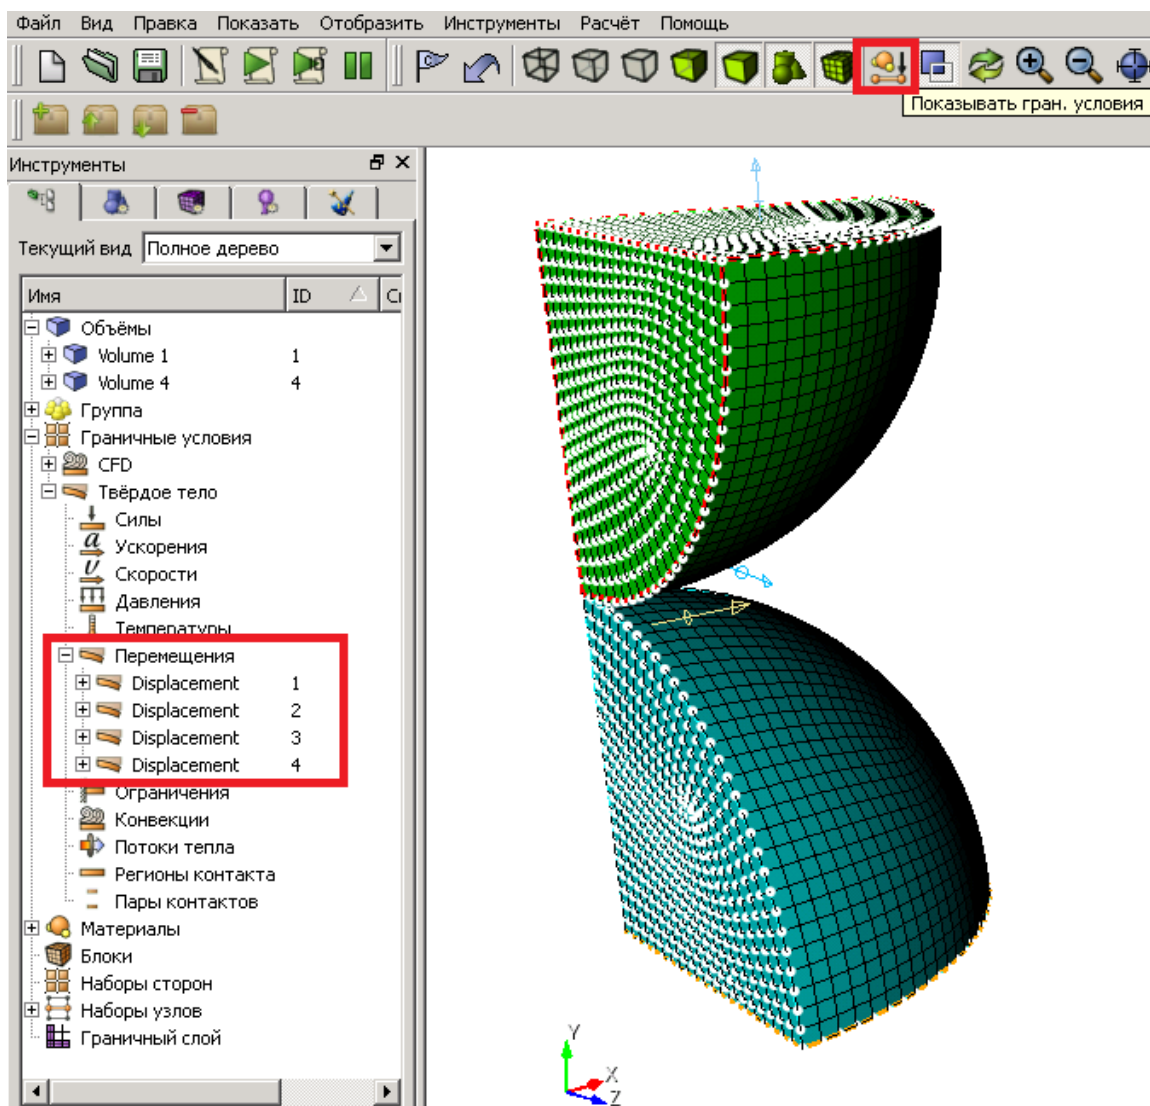 Файл Вид Правка Показать Отобразить Инструменты Расчёт Помощь
Показывать гран. условия
Инструменты
Текущий вид Полное дерево
Имя ID
Объёмы
Volume 1 1
Volume 4 4
Группа
Граничные условия
CFD
Твёрдое тело
Силы
Ускорения
Скорости
Давления
Температуры
Перемещения
Displacement 1
Displacement 2
Displacement 3
Displacement 4
Ограничения
Конвекции
Потоки тепла
Регионы контакта
Пары контактов
Материалы
Блоки
Наборы сторон
Наборы узлов
Граничный слой
Y
X
Z